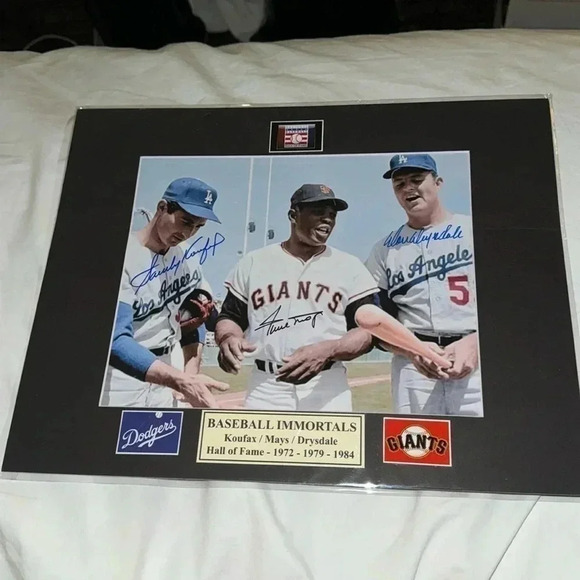 LA
SF
LA
Sandy Koufax
Don Drysdale
Los Angeles
Los Angeles
GIANTS
5
Willie Mays
Dodgers
BASEBALL IMMORTALS
Koufax / Mays / Drysdale
Hall of Fame - 1972 - 1979 - 1984
GIANTS